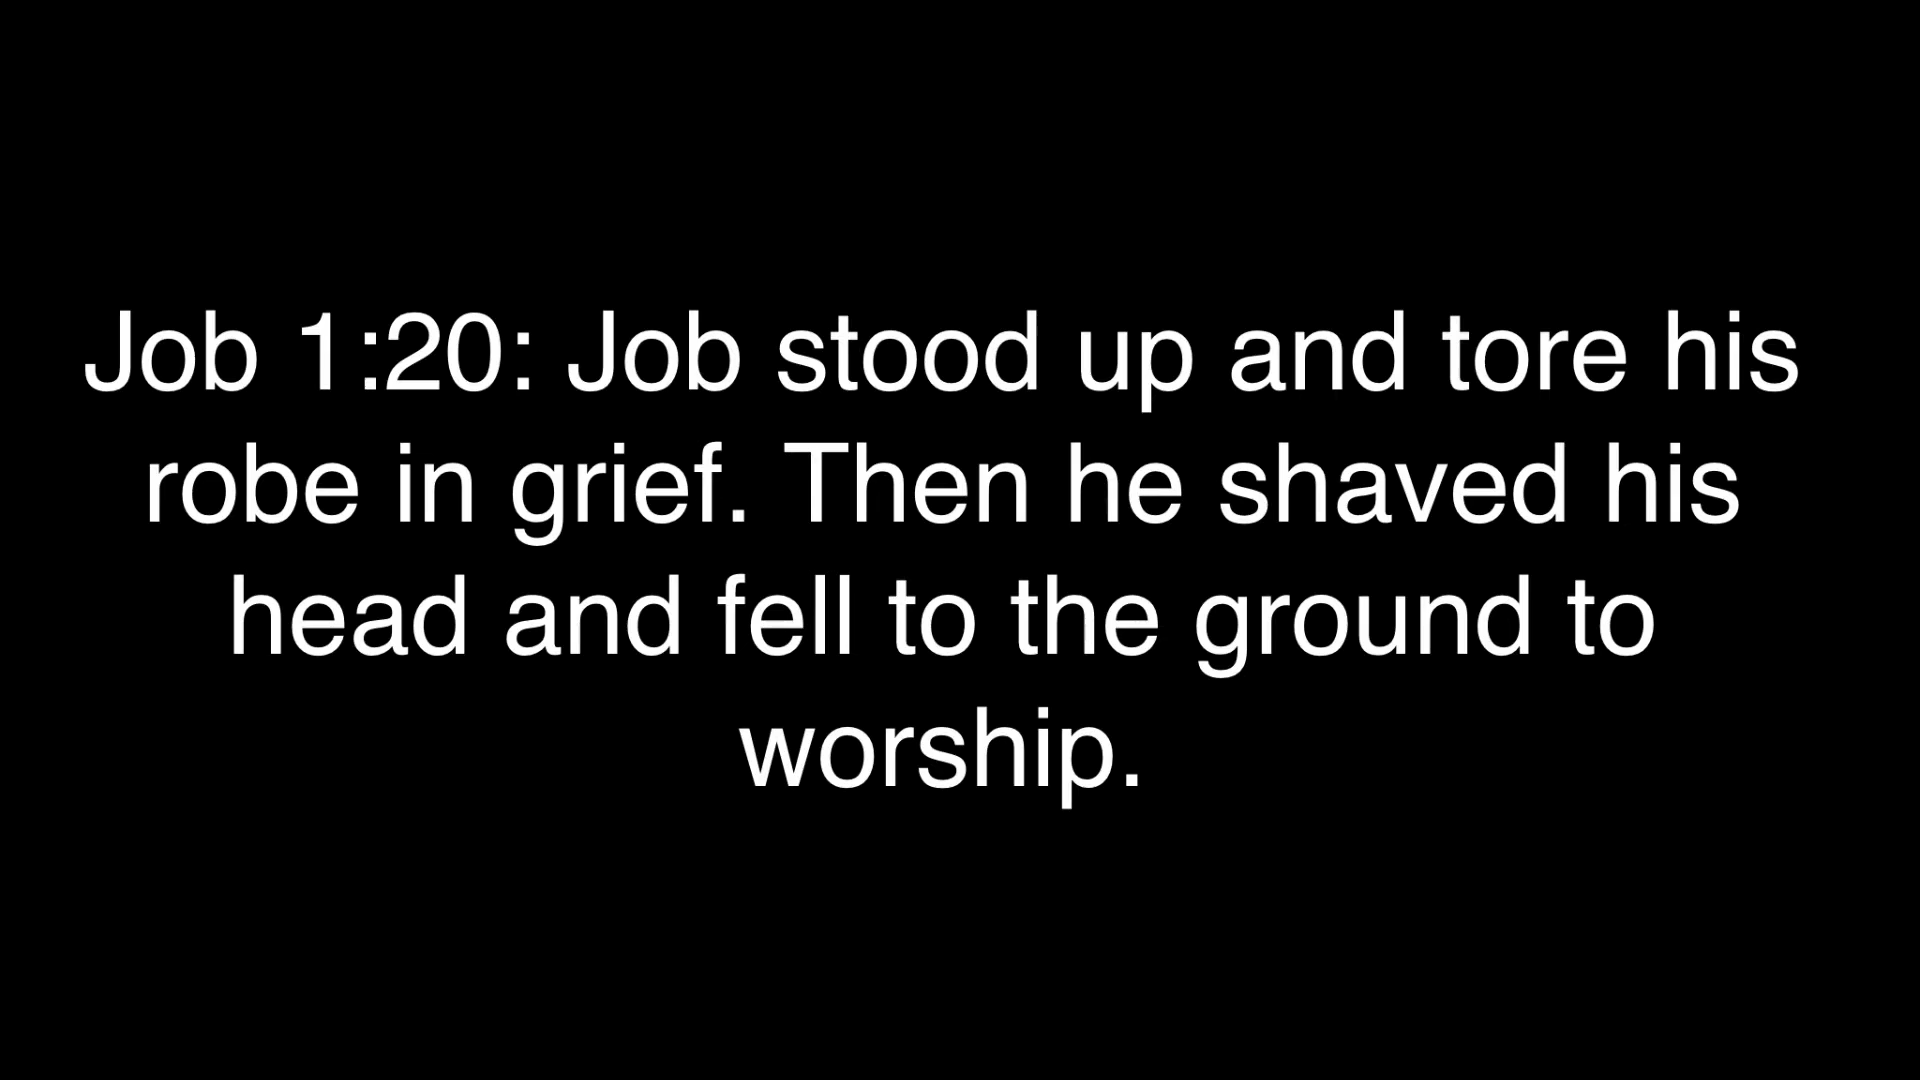 Job 1:20: Job stood up and tore his
robe in grief. Then he shaved his
head and fell to the ground to
worship.